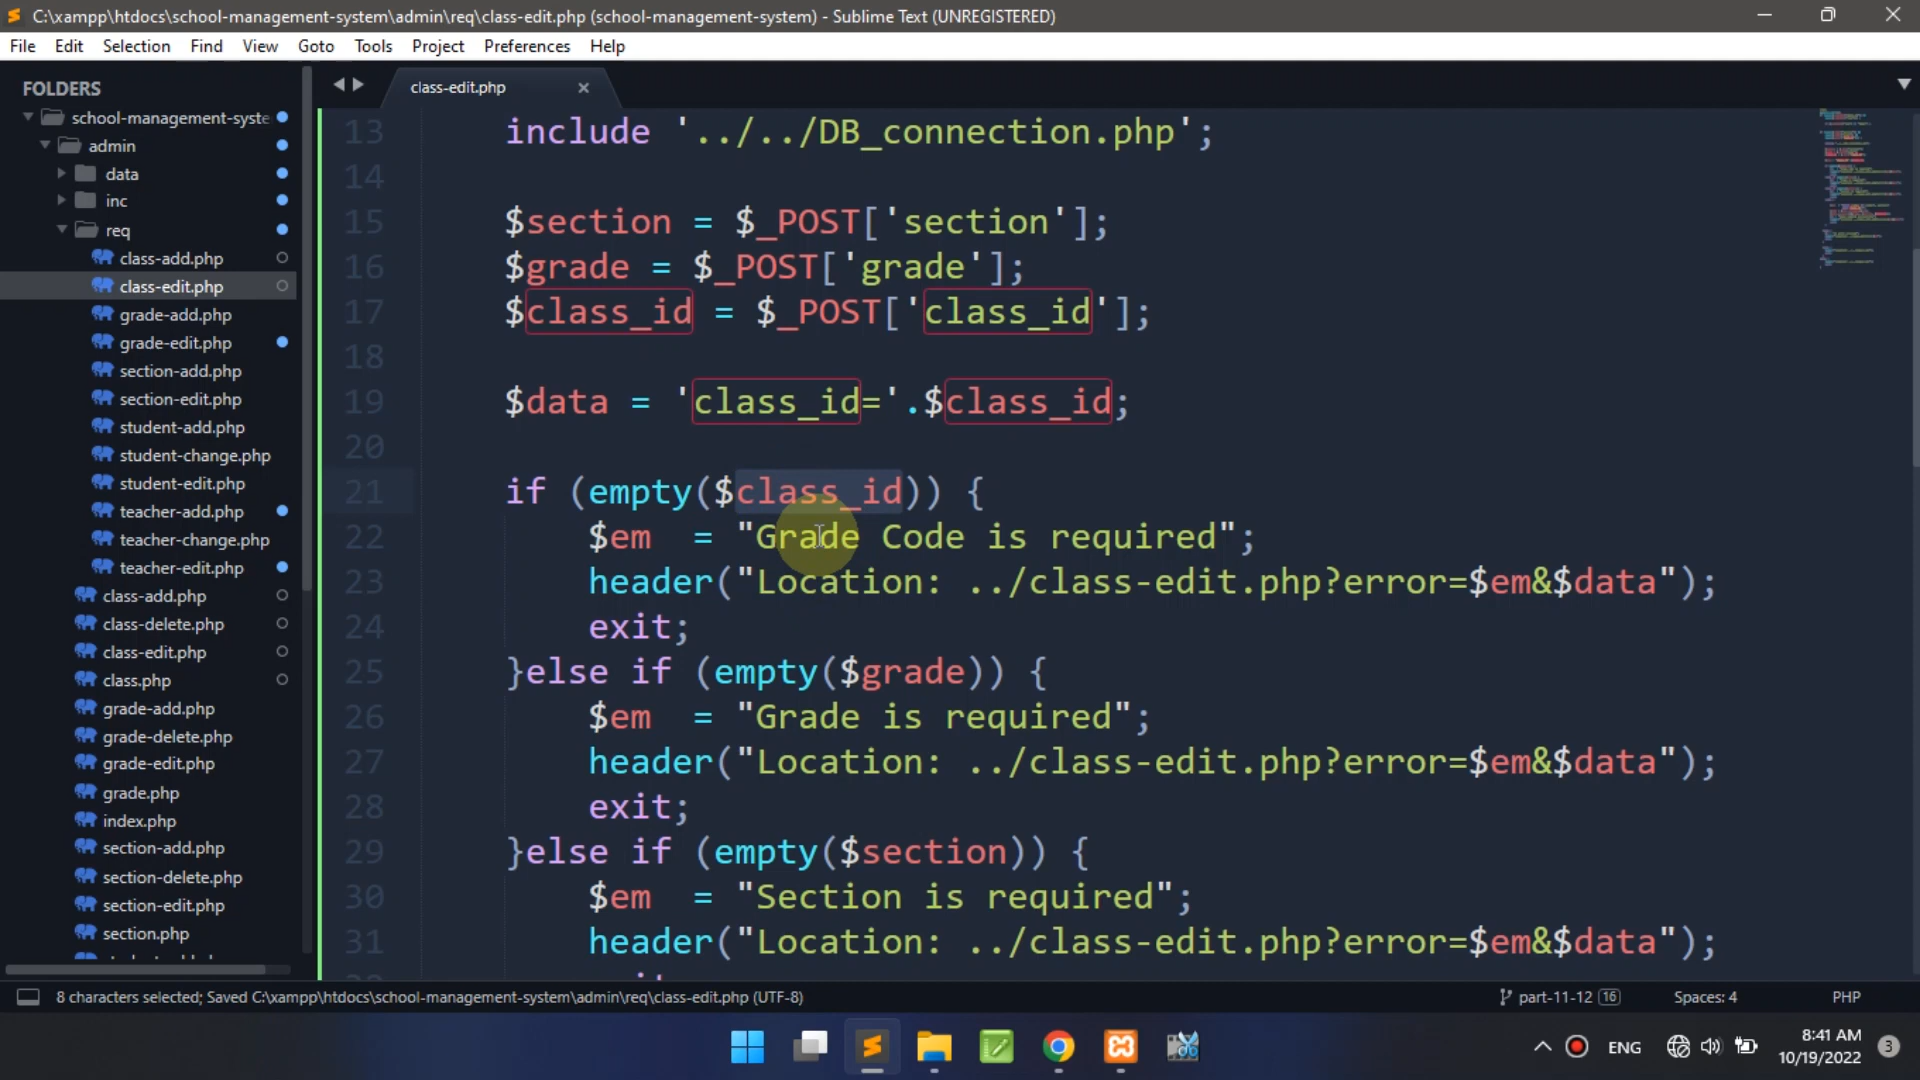 C:\xampp\htdocs\school-management-system\admin\req\class-edit.php (school-management-system) - Sublime Text (UNREGISTERED)
File Edit Selection Find View Goto Tools Project Preferences Help
FOLDERS
school-management-syste
admin
data
inc
req
class-add.php
class-edit.php
grade-add.php
grade-edit.php
section-add.php
section-edit.php
student-add.php
student-change.php
student-edit.php
teacher-add.php
teacher-change.php
teacher-edit.php
class-add.php
class-delete.php
class-edit.php
class.php
grade-add.php
grade-delete.php
grade-edit.php
grade.php
index.php
section-add.php
section-delete.php
section-edit.php
section.php
class-edit.php
13 include '../../DB_connection.php';
14
15 $section = $_POST['section'];
16 $grade = $_POST['grade'];
17 $class_id = $_POST['class_id'];
18
19 $data = 'class_id='.$class_id;
20
21 if (empty($class_id)) {
22 $em  = "Grade Code is required";
23 header("Location: ../class-edit.php?error=$em&$data");
24 exit;
25 }else if (empty($grade)) {
26 $em  = "Grade is required";
27 header("Location: ../class-edit.php?error=$em&$data");
28 exit;
29 }else if (empty($section)) {
30 $em  = "Section is required";
31 header("Location: ../class-edit.php?error=$em&$data");
8 characters selected; Saved C:\xampp\htdocs\school-management-system\admin\req\class-edit.php (UTF-8)
part-11-12 16
Spaces: 4
PHP
ENG
8:41 AM
10/19/2022
3